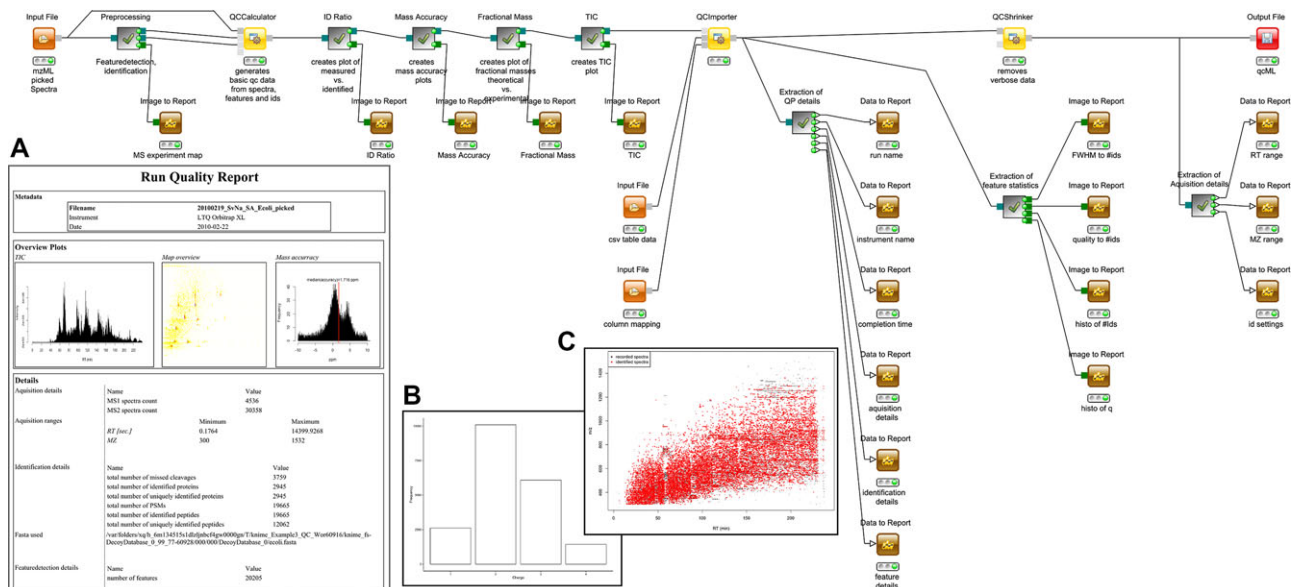 Input File
mzML
picked
Spectra
Preprocessing
Featuredetection,
identification
QCCalculator
generates
basic qc data
from spectra,
features and ids
ID Ratio
creates plot of
measured
vs.
identified
Mass Accuracy
creates
mass accuracy
plots
Fractional Mass
creates plot of
fractional masses
theoretical
vs.
experimental
TIC
creates TIC
plot
QCImporter
QCShrinker
removes
verbose data
Output File
qcML
Image to Report
MS experiment map
Image to Report
ID Ratio
Image to Report
Mass Accuracy
Image to Report
Fractional Mass
Image to Report
TIC
Input File
csv table data
Input File
column mapping
Extraction of
QP details
Data to Report
run name
Data to Report
instrument name
Data to Report
completion time
Data to Report
aquisition
details
Data to Report
identification
details
Data to Report
feature
details
Extraction of
feature statistics
Image to Report
FWHM to #ids
Image to Report
quality to #ids
Image to Report
histo of #Ids
Image to Report
histo of q
Extraction of
Aquisition details
Data to Report
RT range
Data to Report
MZ range
Data to Report
id settings
A
Run Quality Report
Metadata
Filename 20100219_SvNa_SA_Ecoli_picked
Instrument LTQ Orbitrap XL
Date 2010-02-22
Overview Plots
TIC Map overview Mass accurracy
Frequency
ppm
Details
Aquisition details Name Value
MS1 spectra count 4536
MS2 spectra count 30358
Aquisition ranges Minimum Maximum
RT [sec.] 0.1764 14399.9268
MZ 300 1532
Identification details Name Value
total number of missed cleavages 3759
total number of identified proteins 2945
total number of uniquely identified proteins 2945
total number of PSMs 19665
total number of identified peptides 19665
total number of uniquely identified peptides 12062
Fasta used
Featuredetection details Name Value
number of features 20205
B
Frequency
Charge
C
recorded spectra
identified spectra
m/z
0 50 100 150 200
RT (min)